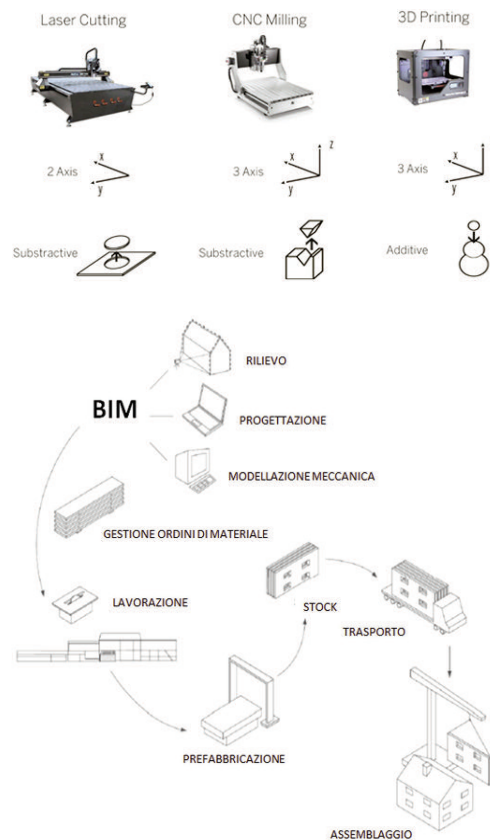 Laser Cutting
CNC Milling
3D Printing
2 Axis
x
y
3 Axis
x
y
z
3 Axis
x
y
Substractive
Substractive
Additive
RILIEVO
BIM
PROGETTAZIONE
MODELLAZIONE MECCANICA
GESTIONE ORDINI DI MATERIALE
LAVORAZIONE
STOCK
TRASPORTO
PREFABBRICAZIONE
ASSEMBLAGGIO